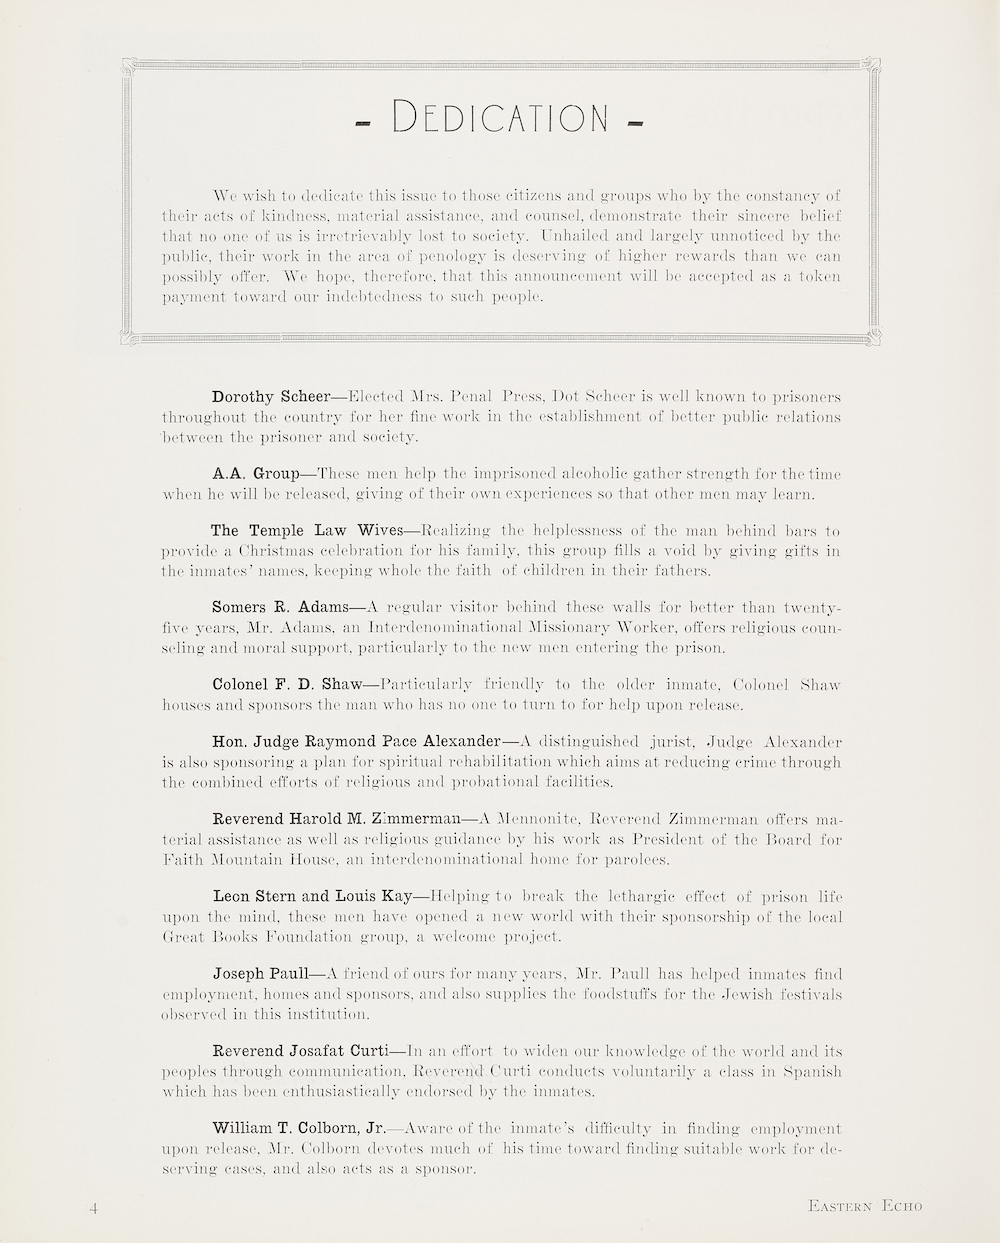 - DEDICATION -
We wish to dedicate this issue to those citizens and groups who by the constancy of
their acts of kindness, material assistance, and counsel, demonstrate their sincere belief
that no one of us is irretrievably lost to society. Unhailed and largely unnoticed by the
public, their work in the area of penology is deserving of higher rewards than we can
possibly offer. We hope, therefore, that this announcement will be accepted as a token
payment toward our indebtedness to such people.
Dorothy Scheer—Elected Mrs. Penal Press, Dot Scheer is well known to prisoners
throughout the country for her fine work in the establishment of better public relations
between the prisoner and society.
A.A. Group—These men help the imprisoned alcoholic gather strength for the time
when he will be released, giving of their own experiences so that other men may learn.
The Temple Law Wives—Realizing the helplessness of the man behind bars to
provide a Christmas celebration for his family, this group fills a void by giving gifts in
the inmates' names, keeping whole the faith of children in their fathers.
Somers R. Adams—A regular visitor behind these walls for better than twenty-
five years, Mr. Adams, an Interdenominational Missionary Worker, offers religious coun-
seling and moral support, particularly to the new men entering the prison.
Colonel F. D. Shaw—Particularly friendly to the older inmate, Colonel Shaw
houses and sponsors the man who has no one to turn to for help upon release.
Hon. Judge Raymond Pace Alexander—A distinguished jurist, Judge Alexander
is also sponsoring a plan for spiritual rehabilitation which aims at reducing crime through
the combined efforts of religious and probational facilities.
Reverend Harold M. Zimmerman—A Mennonite, Reverend Zimmerman offers ma-
terial assistance as well as religious guidance by his work as President of the Board for
Faith Mountain House, an interdenominational home for parolees.
Leon Stern and Louis Kay—Helping to break the lethargic effect of prison life
upon the mind, these men have opened a new world with their sponsorship of the local
Great Books Foundation group, a welcome project.
Joseph Paull—A friend of ours for many years, Mr. Paull has helped inmates find
employment, homes and sponsors, and also supplies the foodstuffs for the Jewish festivals
observed in this institution.
Reverend Josafat Curti—In an effort to widen our knowledge of the world and its
peoples through communication, Reverend Curti conducts voluntarily a class in Spanish
which has been enthusiastically endorsed by the inmates.
William T. Colborn, Jr.—Aware of the inmate's difficulty in finding employment
upon release, Mr. Colborn devotes much of his time toward finding suitable work for de-
serving cases, and also acts as a sponsor.
4
EASTERN ECHO